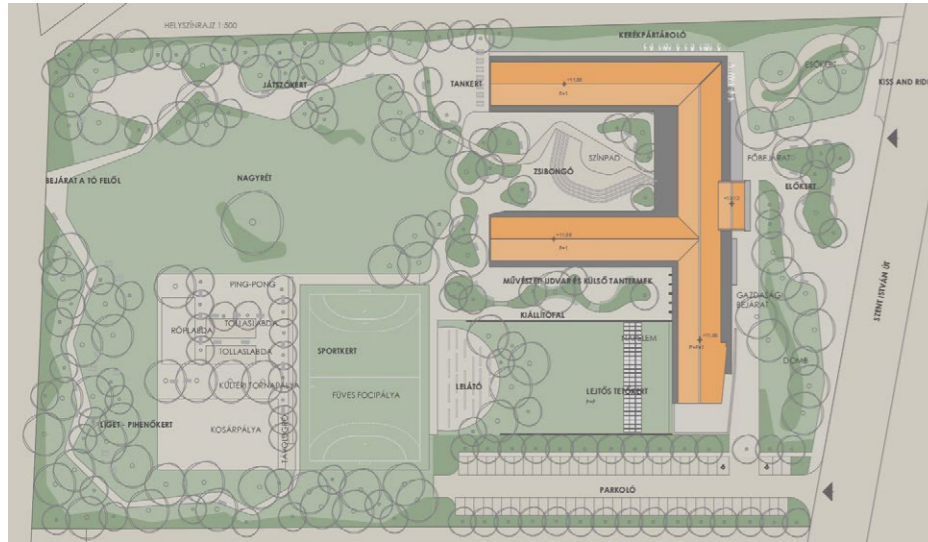 HELYSZÍNRAJZ 1:500
KERÉKPÁRTÁROLÓ
ESŐKERT
JÁTSZÓKERT
TANKERT
KISS AND RIDE
SZÍNPAD
FŐBEJÁRAT
ZSIBONGÓ
BEJÁRAT A TÓ FELŐL
NAGYRÉT
ELŐKERT
PING-PONG
MŰVÉSZETI UDVAR ÉS KÜLSŐ TANTERMEK
GAZDASÁGI BEJÁRAT
SZENT ISTVÁN ÚT
KIÁLLÍTÓFAL
TOLLASLABDA
RÖPLABDA
TOLLASLABDA
SPORTKERT
NAPELEM
DOMB
KÜLTÉRI TORNAPÁLYA
FÜVES FOCIPÁLYA
LELÁTÓ
LEJTŐS TETŐKERT
LIGET - PIHENŐKERT
KOSÁRPÁLYA
TÁVOLUGRÓ
PARKOLÓ